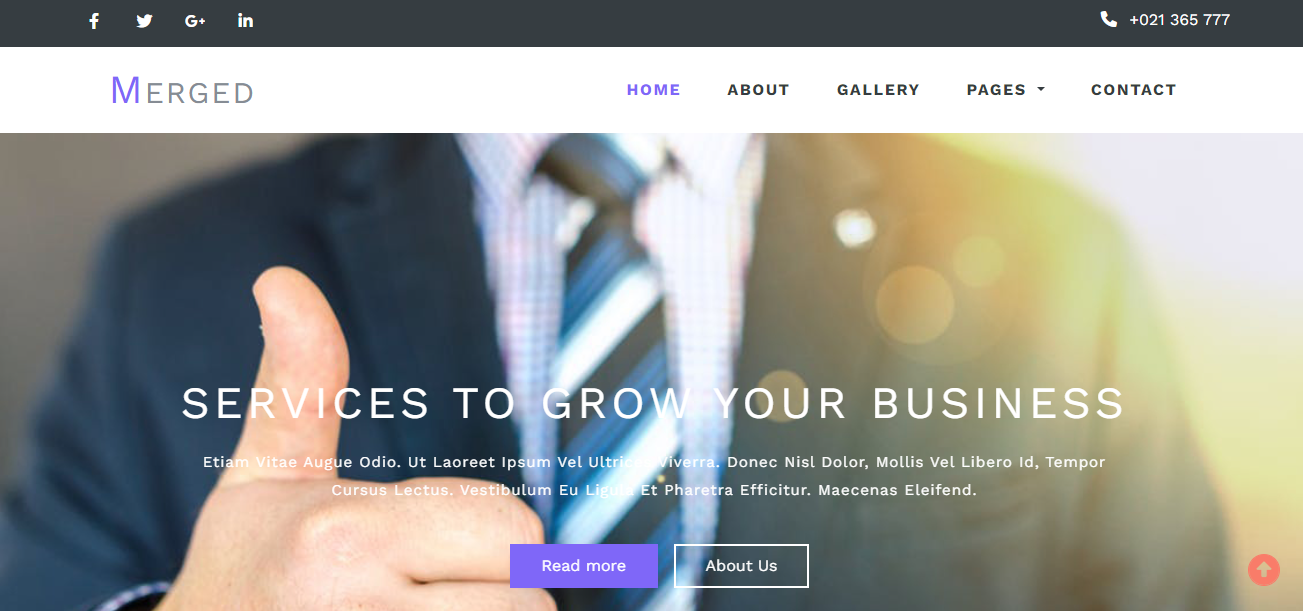 +021 365 777
MERGED
HOME ABOUT GALLERY PAGES CONTACT
SERVICES TO GROW YOUR BUSINESS
Etiam Vitae Augue Odio. Ut Laoreet Ipsum Vel Ultrices Viverra. Donec Nisl Dolor, Mollis Vel Libero Id, Tempor
Cursus Lectus. Vestibulum Eu Ligula Et Pharetra Efficitur. Maecenas Eleifend.
Read more About Us